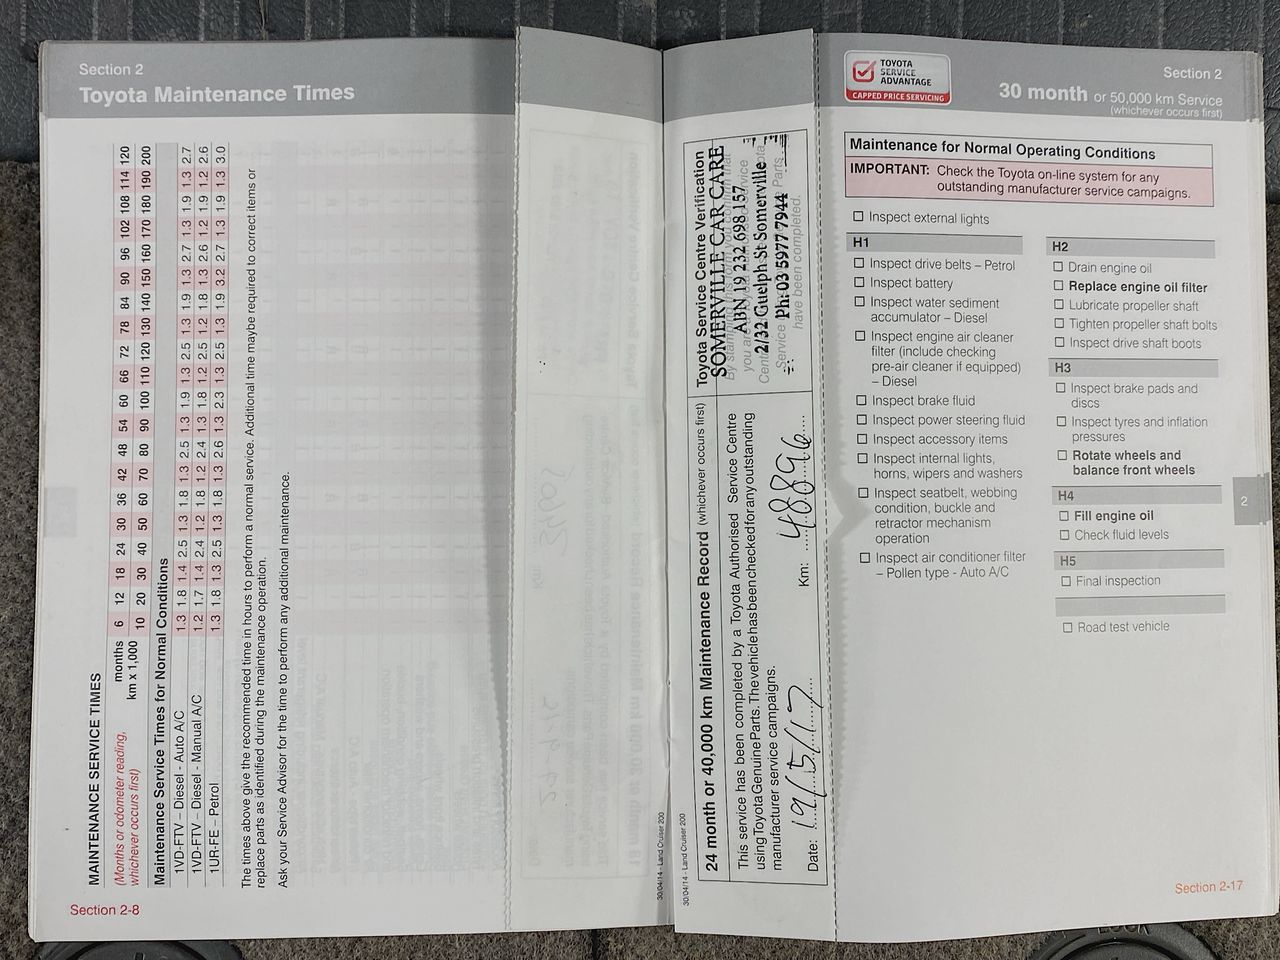 Section 2
Toyota Maintenance Times
MAINTENANCE SERVICE TIMES
(Months or odometer reading,
whichever occurs first)
months 6 12 18 24 30 36 42 48 54 60 66 72 78 84 90 96 102 108 114 120
km x 1,000 10 20 30 40 50 60 70 80 90 100 110 120 130 140 150 160 170 180 190 200
Maintenance Service Times for Normal Conditions
1VD-FTV – Diesel - Auto A/C 1.3 1.8 1.4 2.5 1.3 1.8 1.3 2.5 1.3 1.9 1.3 2.5 1.3 1.9 1.3 2.7 1.3 1.9 1.3 2.7
1VD-FTV – Diesel - Manual A/C 1.2 1.7 1.4 2.4 1.2 1.8 1.2 2.4 1.3 1.8 1.2 2.5 1.2 1.8 1.3 2.6 1.2 1.9 1.2 2.6
1UR-FE – Petrol 1.3 1.8 1.3 2.5 1.3 1.8 1.3 2.6 1.3 2.3 1.3 2.5 1.3 1.9 3.2 2.7 1.3 1.9 1.3 3.0
The times above give the recommended time in hours to perform a normal service. Additional time maybe required to correct items or
replace parts as identified during the maintenance operation.
Ask your Service Advisor for the time to perform any additional maintenance.
Section 2-8
30/04/14 - Land Cruiser 200
30/04/14 - Land Cruiser 200
24 month or 40,000 km Maintenance Record (whichever occurs first)
This service has been completed by a Toyota Authorised Service Centre
using Toyota Genuine Parts. The vehicle has been checked for any outstanding
manufacturer service campaigns.
Date: 19/5/17 Km: 48896
Toyota Service Centre Verification
SOMERVILLE CAR CARE
ABN 19 232 698 157
2/32 Guelph St Somerville
Ph: 03 5977 7944
have been completed.
TOYOTA
SERVICE
ADVANTAGE
CAPPED PRICE SERVICING
Section 2
30 month or 50,000 km Service
(whichever occurs first)
Maintenance for Normal Operating Conditions
IMPORTANT: Check the Toyota on-line system for any
outstanding manufacturer service campaigns.
Inspect external lights
H1
Inspect drive belts – Petrol
Inspect battery
Inspect water sediment
accumulator – Diesel
Inspect engine air cleaner
filter (include checking
pre-air cleaner if equipped)
– Diesel
Inspect brake fluid
Inspect power steering fluid
Inspect accessory items
Inspect internal lights,
horns, wipers and washers
Inspect seatbelt, webbing
condition, buckle and
retractor mechanism
operation
Inspect air conditioner filter
– Pollen type - Auto A/C
H2
Drain engine oil
Replace engine oil filter
Lubricate propeller shaft
Tighten propeller shaft bolts
Inspect drive shaft boots
H3
Inspect brake pads and
discs
Inspect tyres and inflation
pressures
Rotate wheels and
balance front wheels
H4
Fill engine oil
Check fluid levels
H5
Final inspection
Road test vehicle
2
Section 2-17